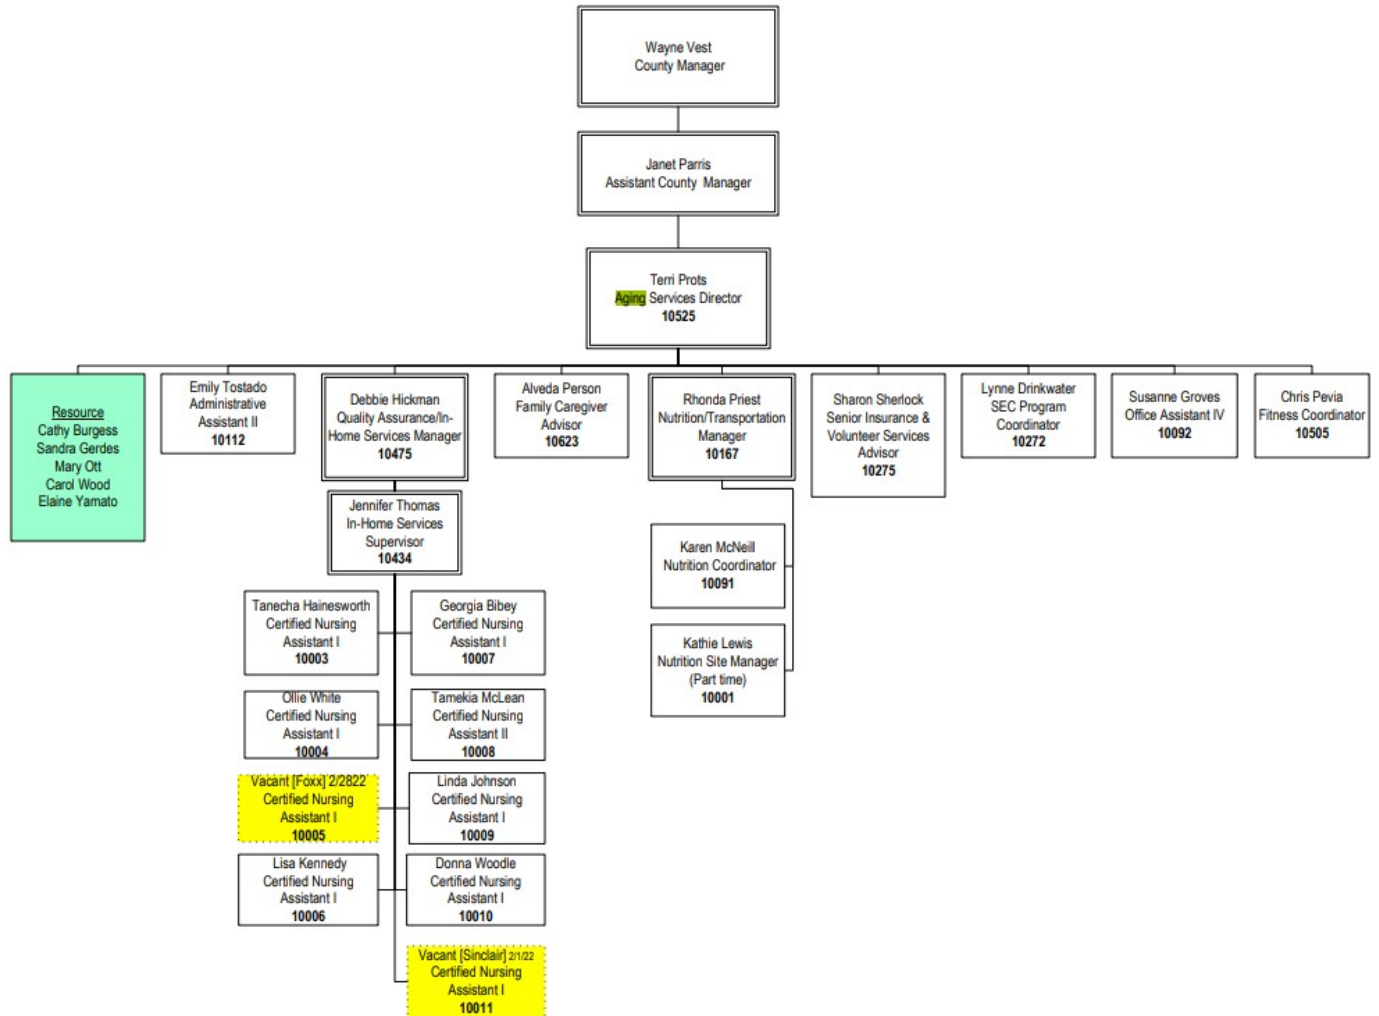 Wayne Vest
County Manager
Janet Parris
Assistant County Manager
Terri Prots
Aging Services Director
10525
Resource
Cathy Burgess
Sandra Gerdes
Mary Ott
Carol Wood
Elaine Yamato
Emily Tostado
Administrative
Assistant II
10112
Debbie Hickman
Quality Assurance/In-
Home Services Manager
10475
Alveda Person
Family Caregiver
Advisor
10623
Rhonda Priest
Nutrition/Transportation
Manager
10167
Sharon Sherlock
Senior Insurance &
Volunteer Services
Advisor
10275
Lynne Drinkwater
SEC Program
Coordinator
10272
Susanne Groves
Office Assistant IV
10092
Chris Pevia
Fitness Coordinator
10505
Jennifer Thomas
In-Home Services
Supervisor
10434
Karen McNeill
Nutrition Coordinator
10091
Kathie Lewis
Nutrition Site Manager
(Part time)
10001
Tanecha Hainesworth
Certified Nursing
Assistant I
10003
Georgia Bibey
Certified Nursing
Assistant I
10007
Ollie White
Certified Nursing
Assistant I
10004
Tamekia McLean
Certified Nursing
Assistant II
10008
Vacant [Foxx] 2/2822
Certified Nursing
Assistant I
10005
Linda Johnson
Certified Nursing
Assistant I
10009
Lisa Kennedy
Certified Nursing
Assistant I
10006
Donna Woodle
Certified Nursing
Assistant I
10010
Vacant [Sinclair] 2/1/22
Certified Nursing
Assistant I
10011